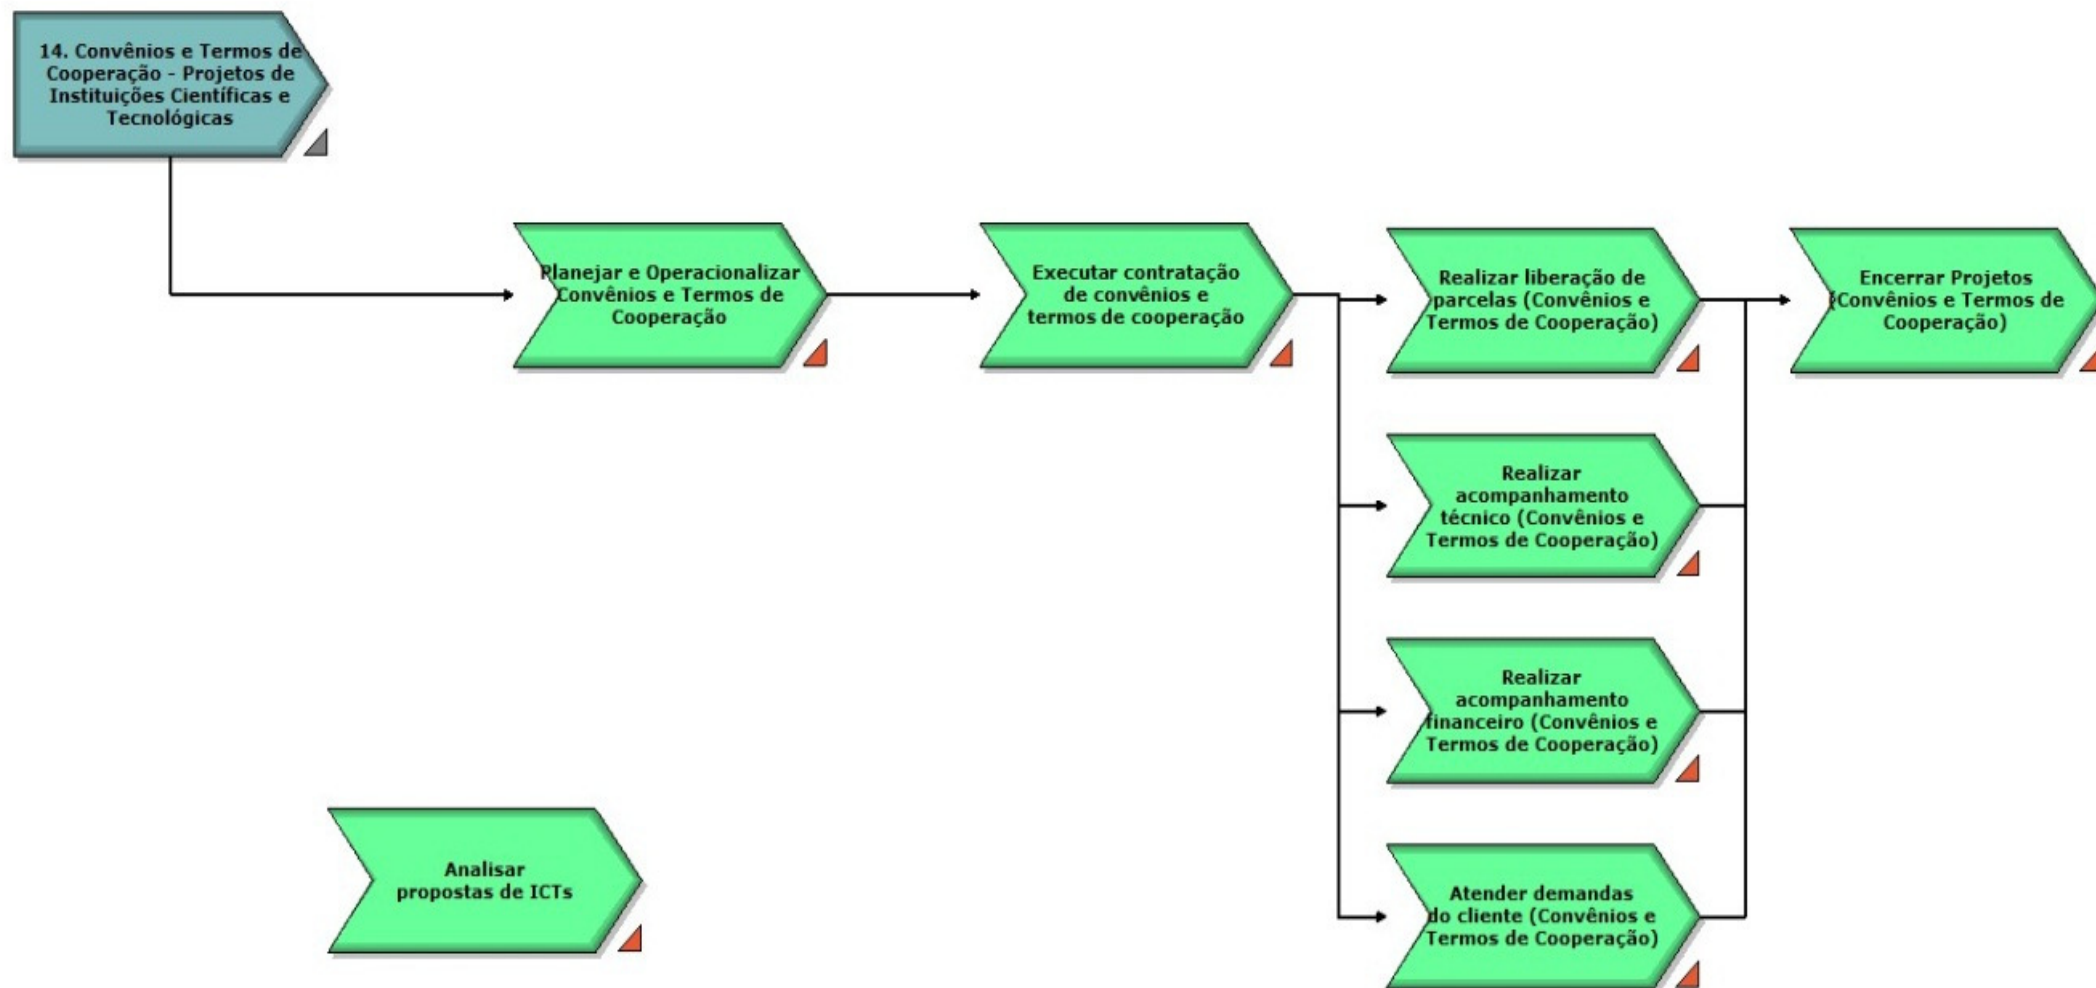 14. Convênios e Termos de
Cooperação - Projetos de
Instituições Científicas e
Tecnológicas
Planejar e Operacionalizar
Convênios e Termos de
Cooperação
Executar contratação
de convênios e
termos de cooperação
Realizar liberação de
parcelas (Convênios e
Termos de Cooperação)
Encerrar Projetos
(Convênios e Termos de
Cooperação)
Realizar
acompanhamento
técnico (Convênios e
Termos de Cooperação)
Realizar
acompanhamento
financeiro (Convênios e
Termos de Cooperação)
Analisar
propostas de ICTs
Atender demandas
do cliente (Convênios e
Termos de Cooperação)